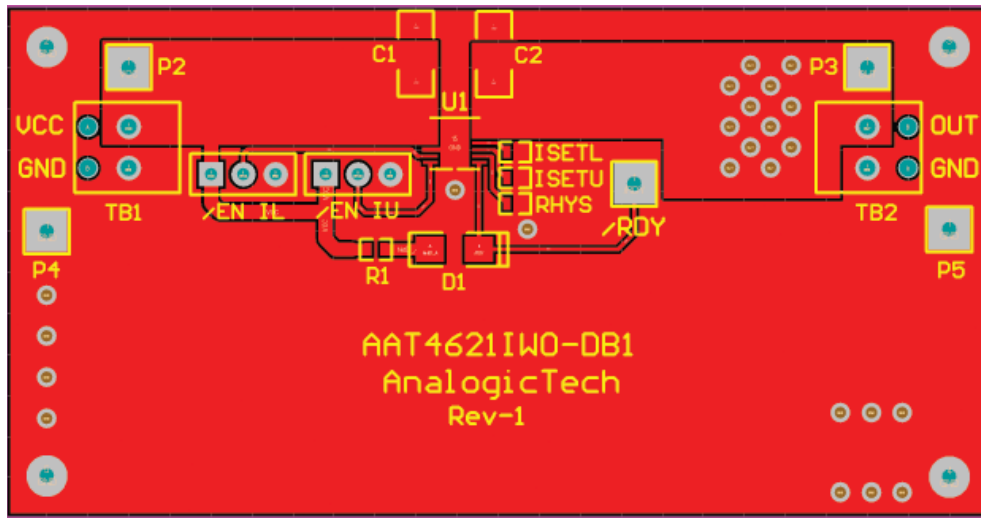 C1
C2
P2
P3
U1
VCC
OUT
GND
GND
ISETL
ISETU
RHYS
TB1
/EN IL
/EN IU
/RDY
TB2
P4
R1
D1
P5
AAT4621IWO-DB1
AnalogicTech
Rev-1